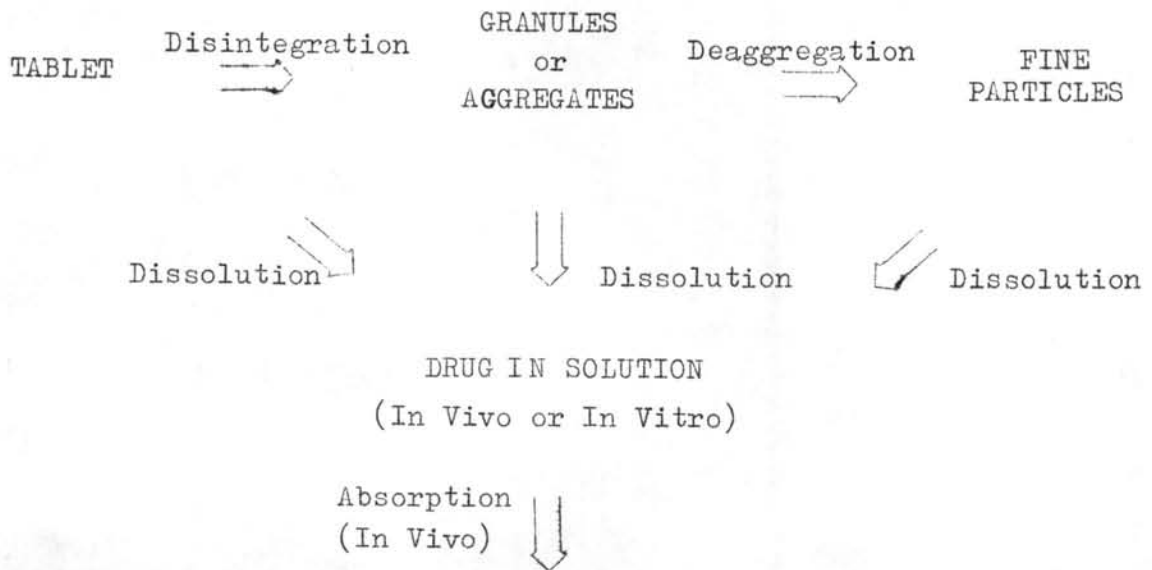 TABLET
Disintegration
GRANULES
or
AGGREGATES
Deaggregation
FINE
PARTICLES
Dissolution
Dissolution
Dissolution
DRUG IN SOLUTION
(In Vivo or In Vitro)
Absorption
(In Vivo)